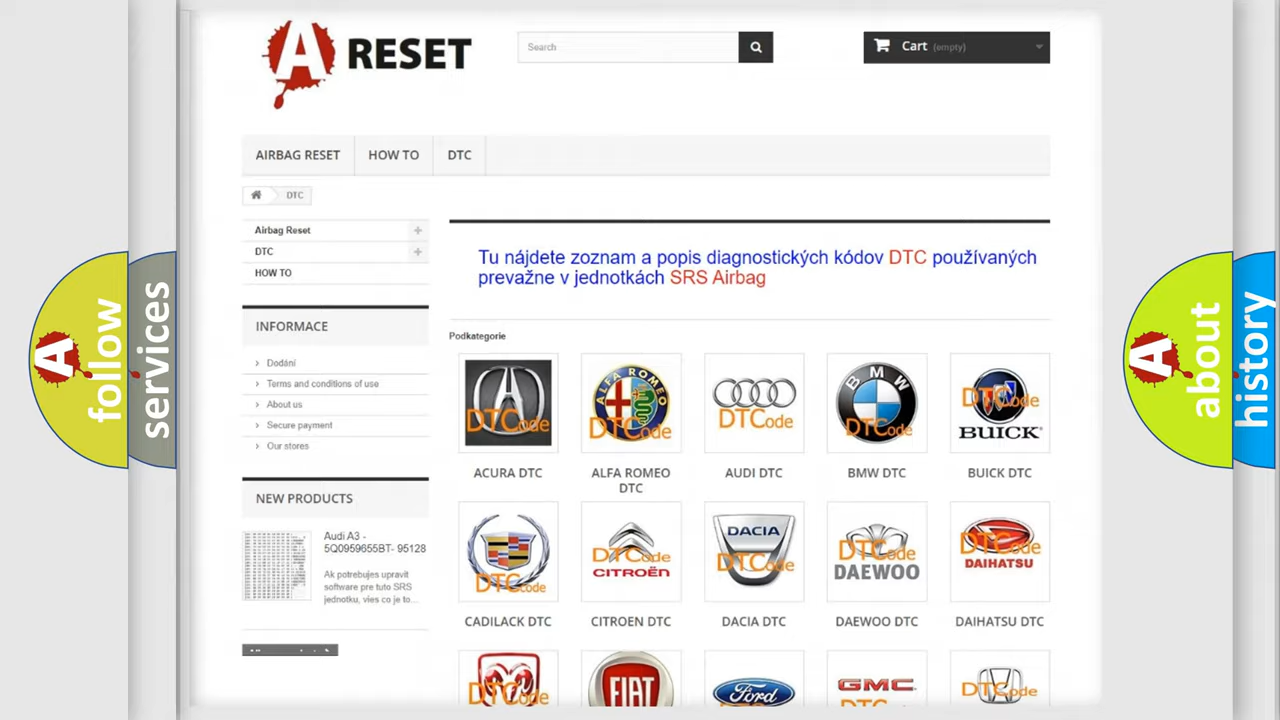 A RESET
Search
Cart (empty)
AIRBAG RESET
HOW TO
DTC
DTC
Airbag Reset
DTC
HOW TO
INFORMACE
Dodání
Terms and conditions of use
About us
Secure payment
Our stores
NEW PRODUCTS
Audi A3 -
5Q0959655BT- 95128
Ak potrebujes upravit
software pre tuto SRS
jednotku, vies co je to...
Tu nájdete zoznam a popis diagnostických kódov DTC používaných
prevažne v jednotkách SRS Airbag
Podkategorie
DTCode
ALFA ROMEO
DTCode
DTCode
BMW
DTCode
DTCode
BUICK
ACURA DTC
ALFA ROMEO
DTC
AUDI DTC
BMW DTC
BUICK DTC
DTCode
DTCode
CITROËN
DACIA
DTCode
DTCode
DAEWOO
DTCode
DAIHATSU
CADILACK DTC
CITROEN DTC
DACIA DTC
DAEWOO DTC
DAIHATSU DTC
DTCode
FIAT
Ford
GMC
DTCode
A follow
services
A about
history